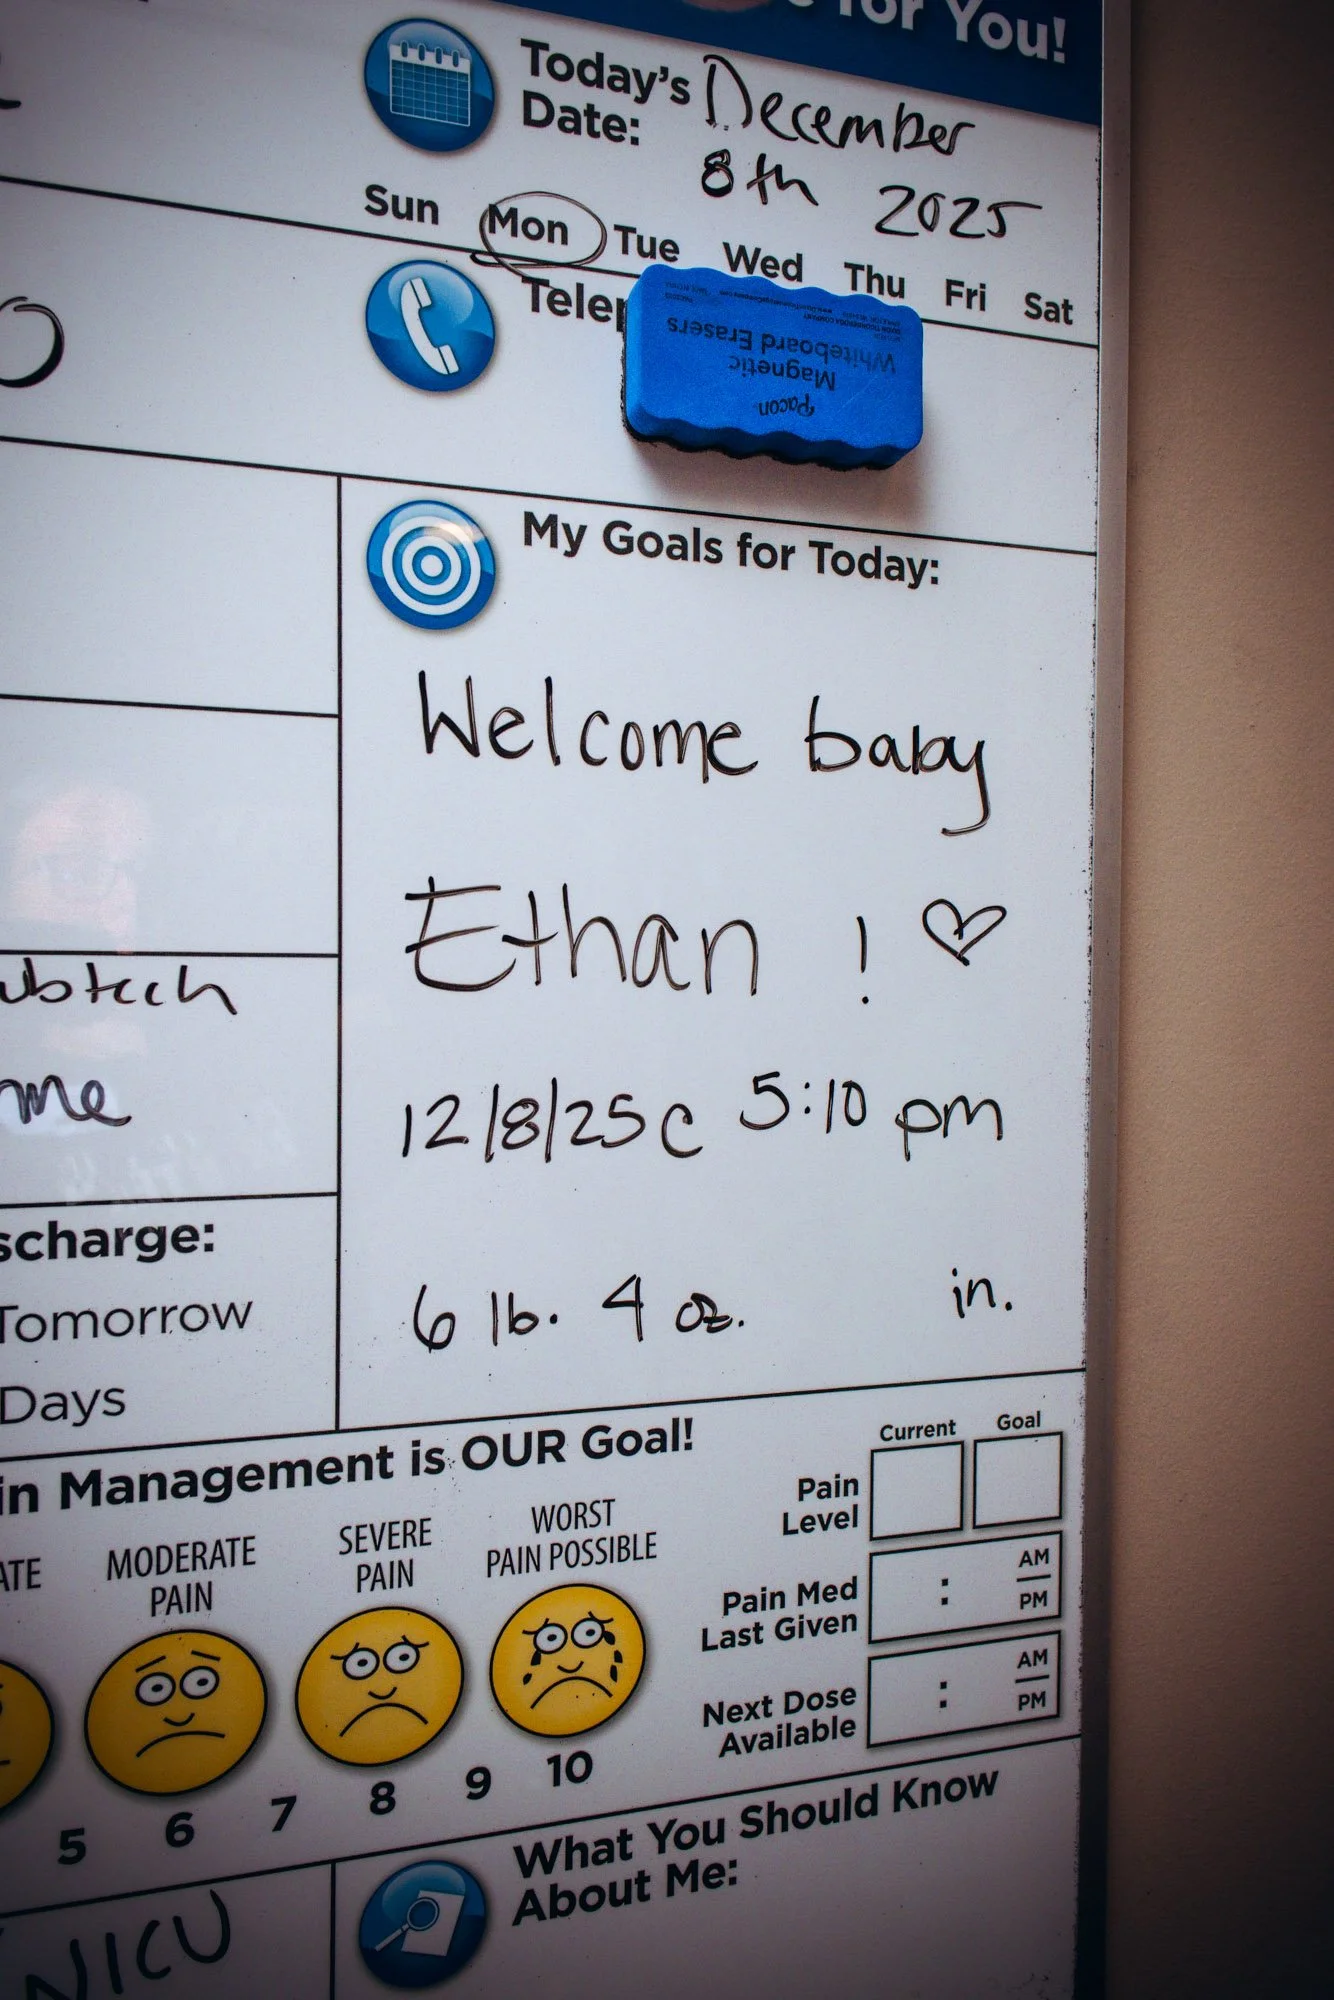 for You!
Today's
Date:
December
8th 2025
Sun Mon Tue Wed Thu Fri Sat
Pacon
Magnetic
Whiteboard Erasers
My Goals for Today:
Welcome baby
Ethan ! ♡
12/8/25 c 5:10 pm
6 lb. 4 oz. in.
scharge:
Tomorrow
Days
in Management is OUR Goal!
Current Goal
Pain
Level
ATE
MODERATE
PAIN
SEVERE
PAIN
WORST
PAIN POSSIBLE
Pain Med
Last Given
: AM
PM
Next Dose
Available
: AM
PM
5 6 7 8 9 10
What You Should Know
About Me:
NICU